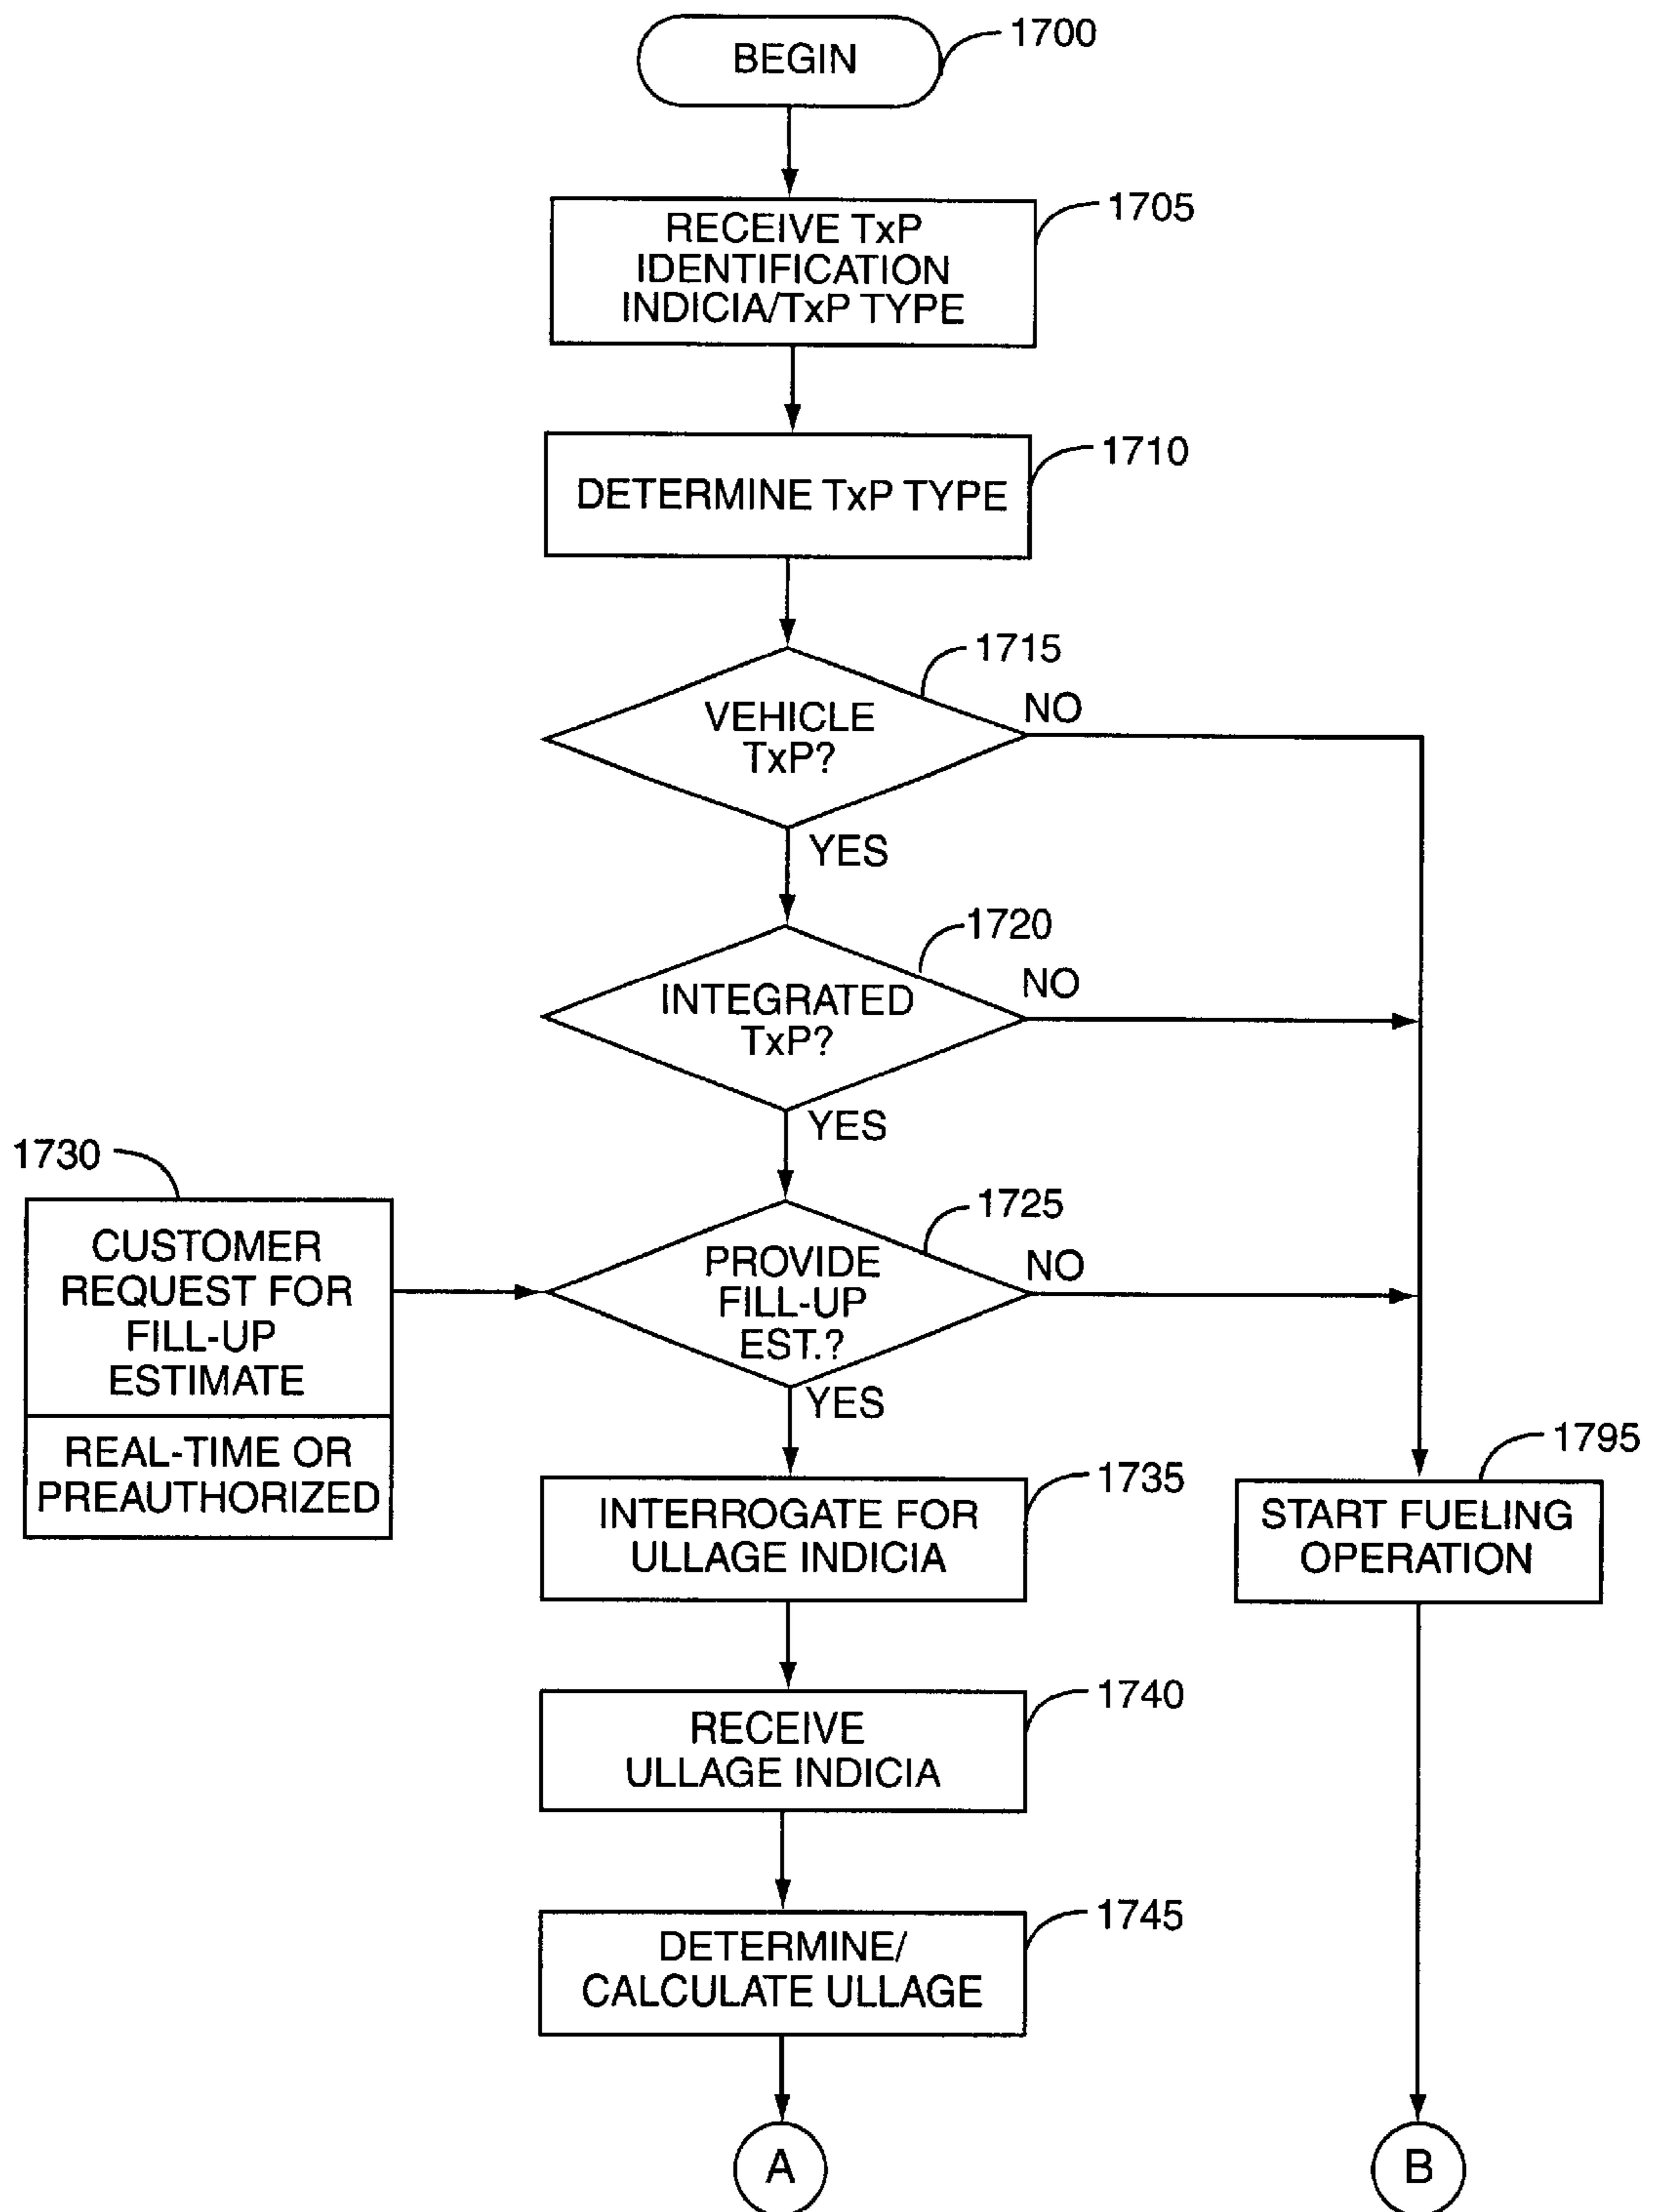 BEGIN
1700
RECEIVE TxP
IDENTIFICATION
INDICIA/TxP TYPE
1705
DETERMINE TxP TYPE
1710
VEHICLE
TxP?
1715
NO
YES
INTEGRATED
TxP?
1720
NO
YES
1730
CUSTOMER
REQUEST FOR
FILL-UP
ESTIMATE
REAL-TIME OR
PREAUTHORIZED
PROVIDE
FILL-UP
EST.?
1725
NO
YES
INTERROGATE FOR
ULLAGE INDICIA
1735
START FUELING
OPERATION
1795
RECEIVE
ULLAGE INDICIA
1740
DETERMINE/
CALCULATE ULLAGE
1745
A
B